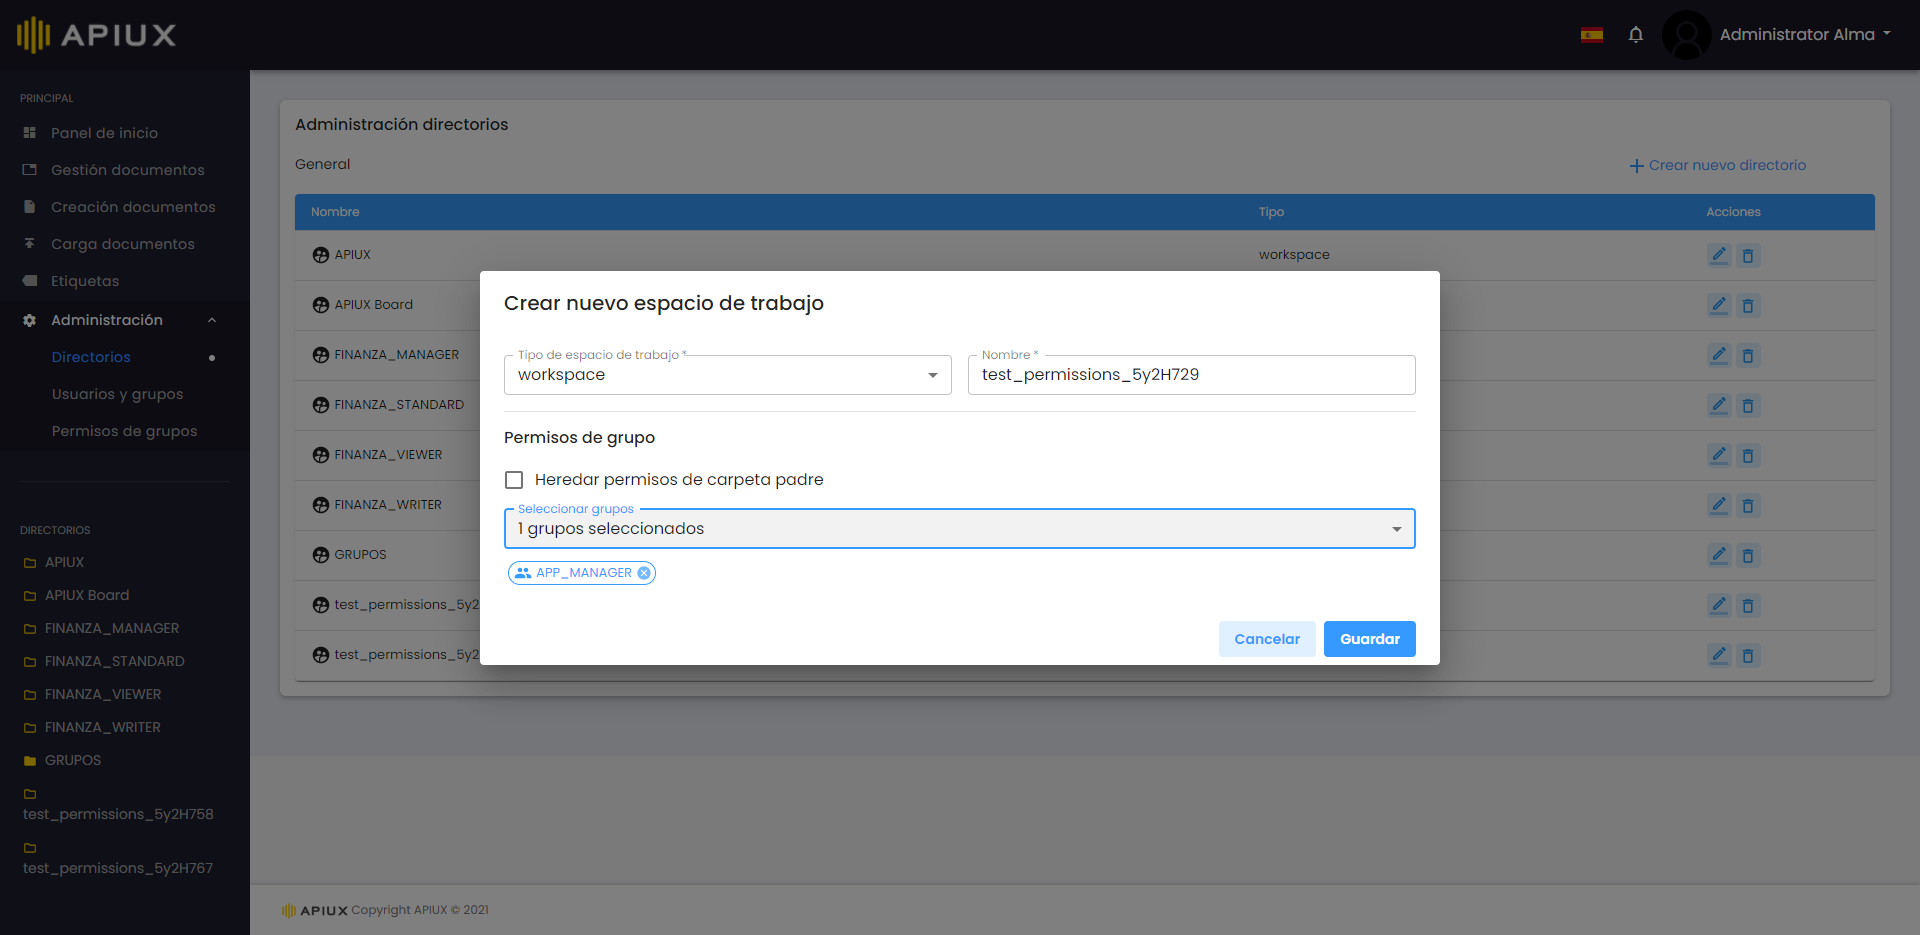 APIUX
Administrator Alma
PRINCIPAL
Panel de inicio
Gestión documentos
Creación documentos
Carga documentos
Etiquetas
Administración
Directorios
Usuarios y grupos
Permisos de grupos
DIRECTORIOS
APIUX
APIUX Board
FINANZA_MANAGER
FINANZA_STANDARD
FINANZA_VIEWER
FINANZA_WRITER
GRUPOS
test_permissions_5y2H758
test_permissions_5y2H767
Administración directorios
General
Crear nuevo directorio
Nombre Tipo Acciones
APIUX workspace
APIUX Board
FINANZA_MANAGER
FINANZA_STANDARD
FINANZA_VIEWER
FINANZA_WRITER
GRUPOS
test_permissions_5y2
test_permissions_5y2
Crear nuevo espacio de trabajo
Tipo de espacio de trabajo *
workspace
Nombre *
test_permissions_5y2H729
Permisos de grupo
Heredar permisos de carpeta padre
Seleccionar grupos
1 grupos seleccionados
APP_MANAGER
Cancelar
Guardar
APIUX Copyright APIUX © 2021